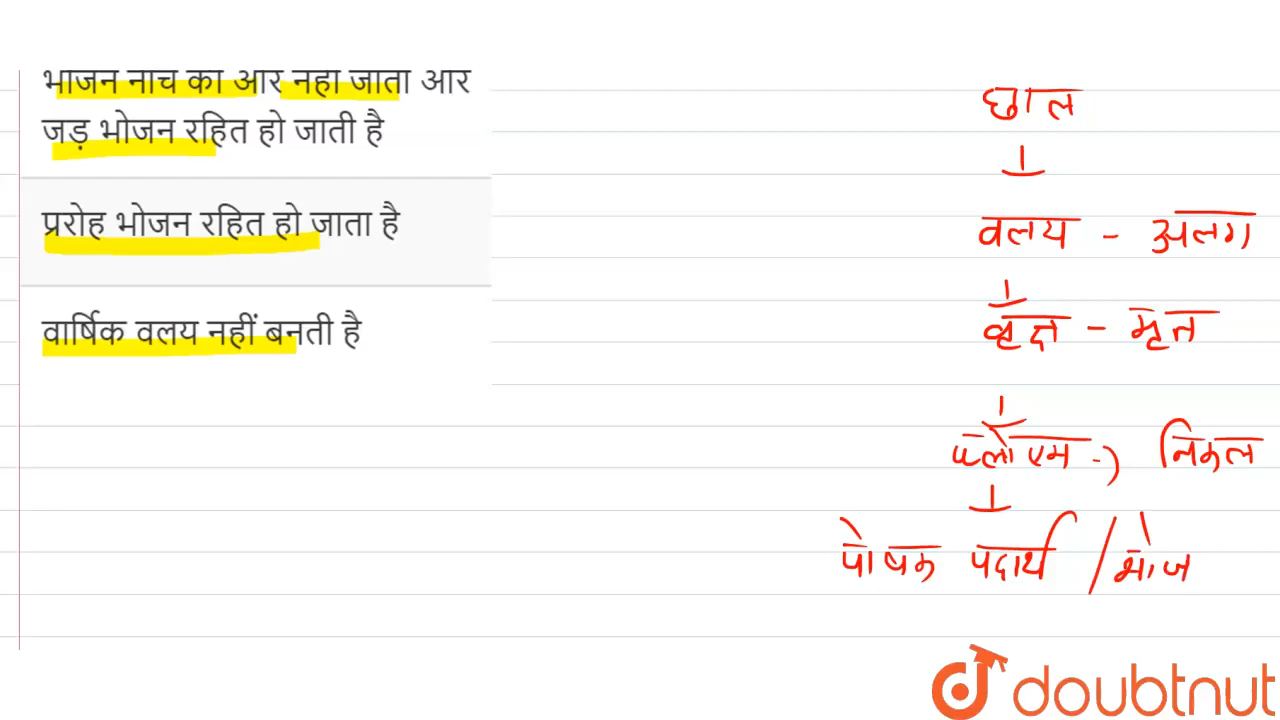 भोजन नीचे की ओर नहीं जाता और
जड़ भोजन रहित हो जाती है
प्ररोह भोजन रहित हो जाता है
वार्षिक वलय नहीं बनती है
छाल
वलय - अलग
वृक्ष - मृत
फ्लोएम -) निकल
पोषक पदार्थ / भोज
doubtnut